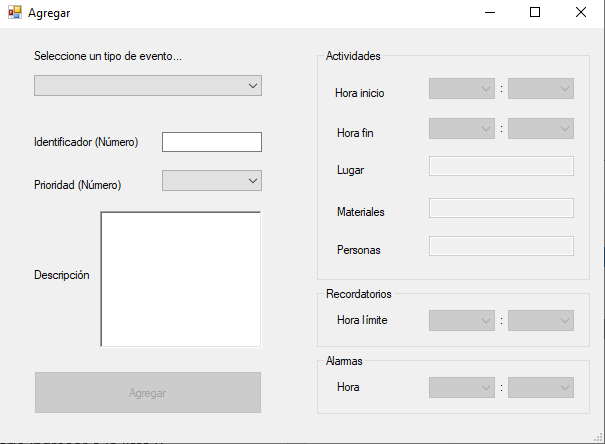 Agregar
Seleccione un tipo de evento...
Identificador (Número)
Prioridad (Número)
Descripción
Agregar
Actividades
Hora inicio
:
Hora fin
:
Lugar
Materiales
Personas
Recordatorios
Hora límite
:
Alarmas
Hora
: